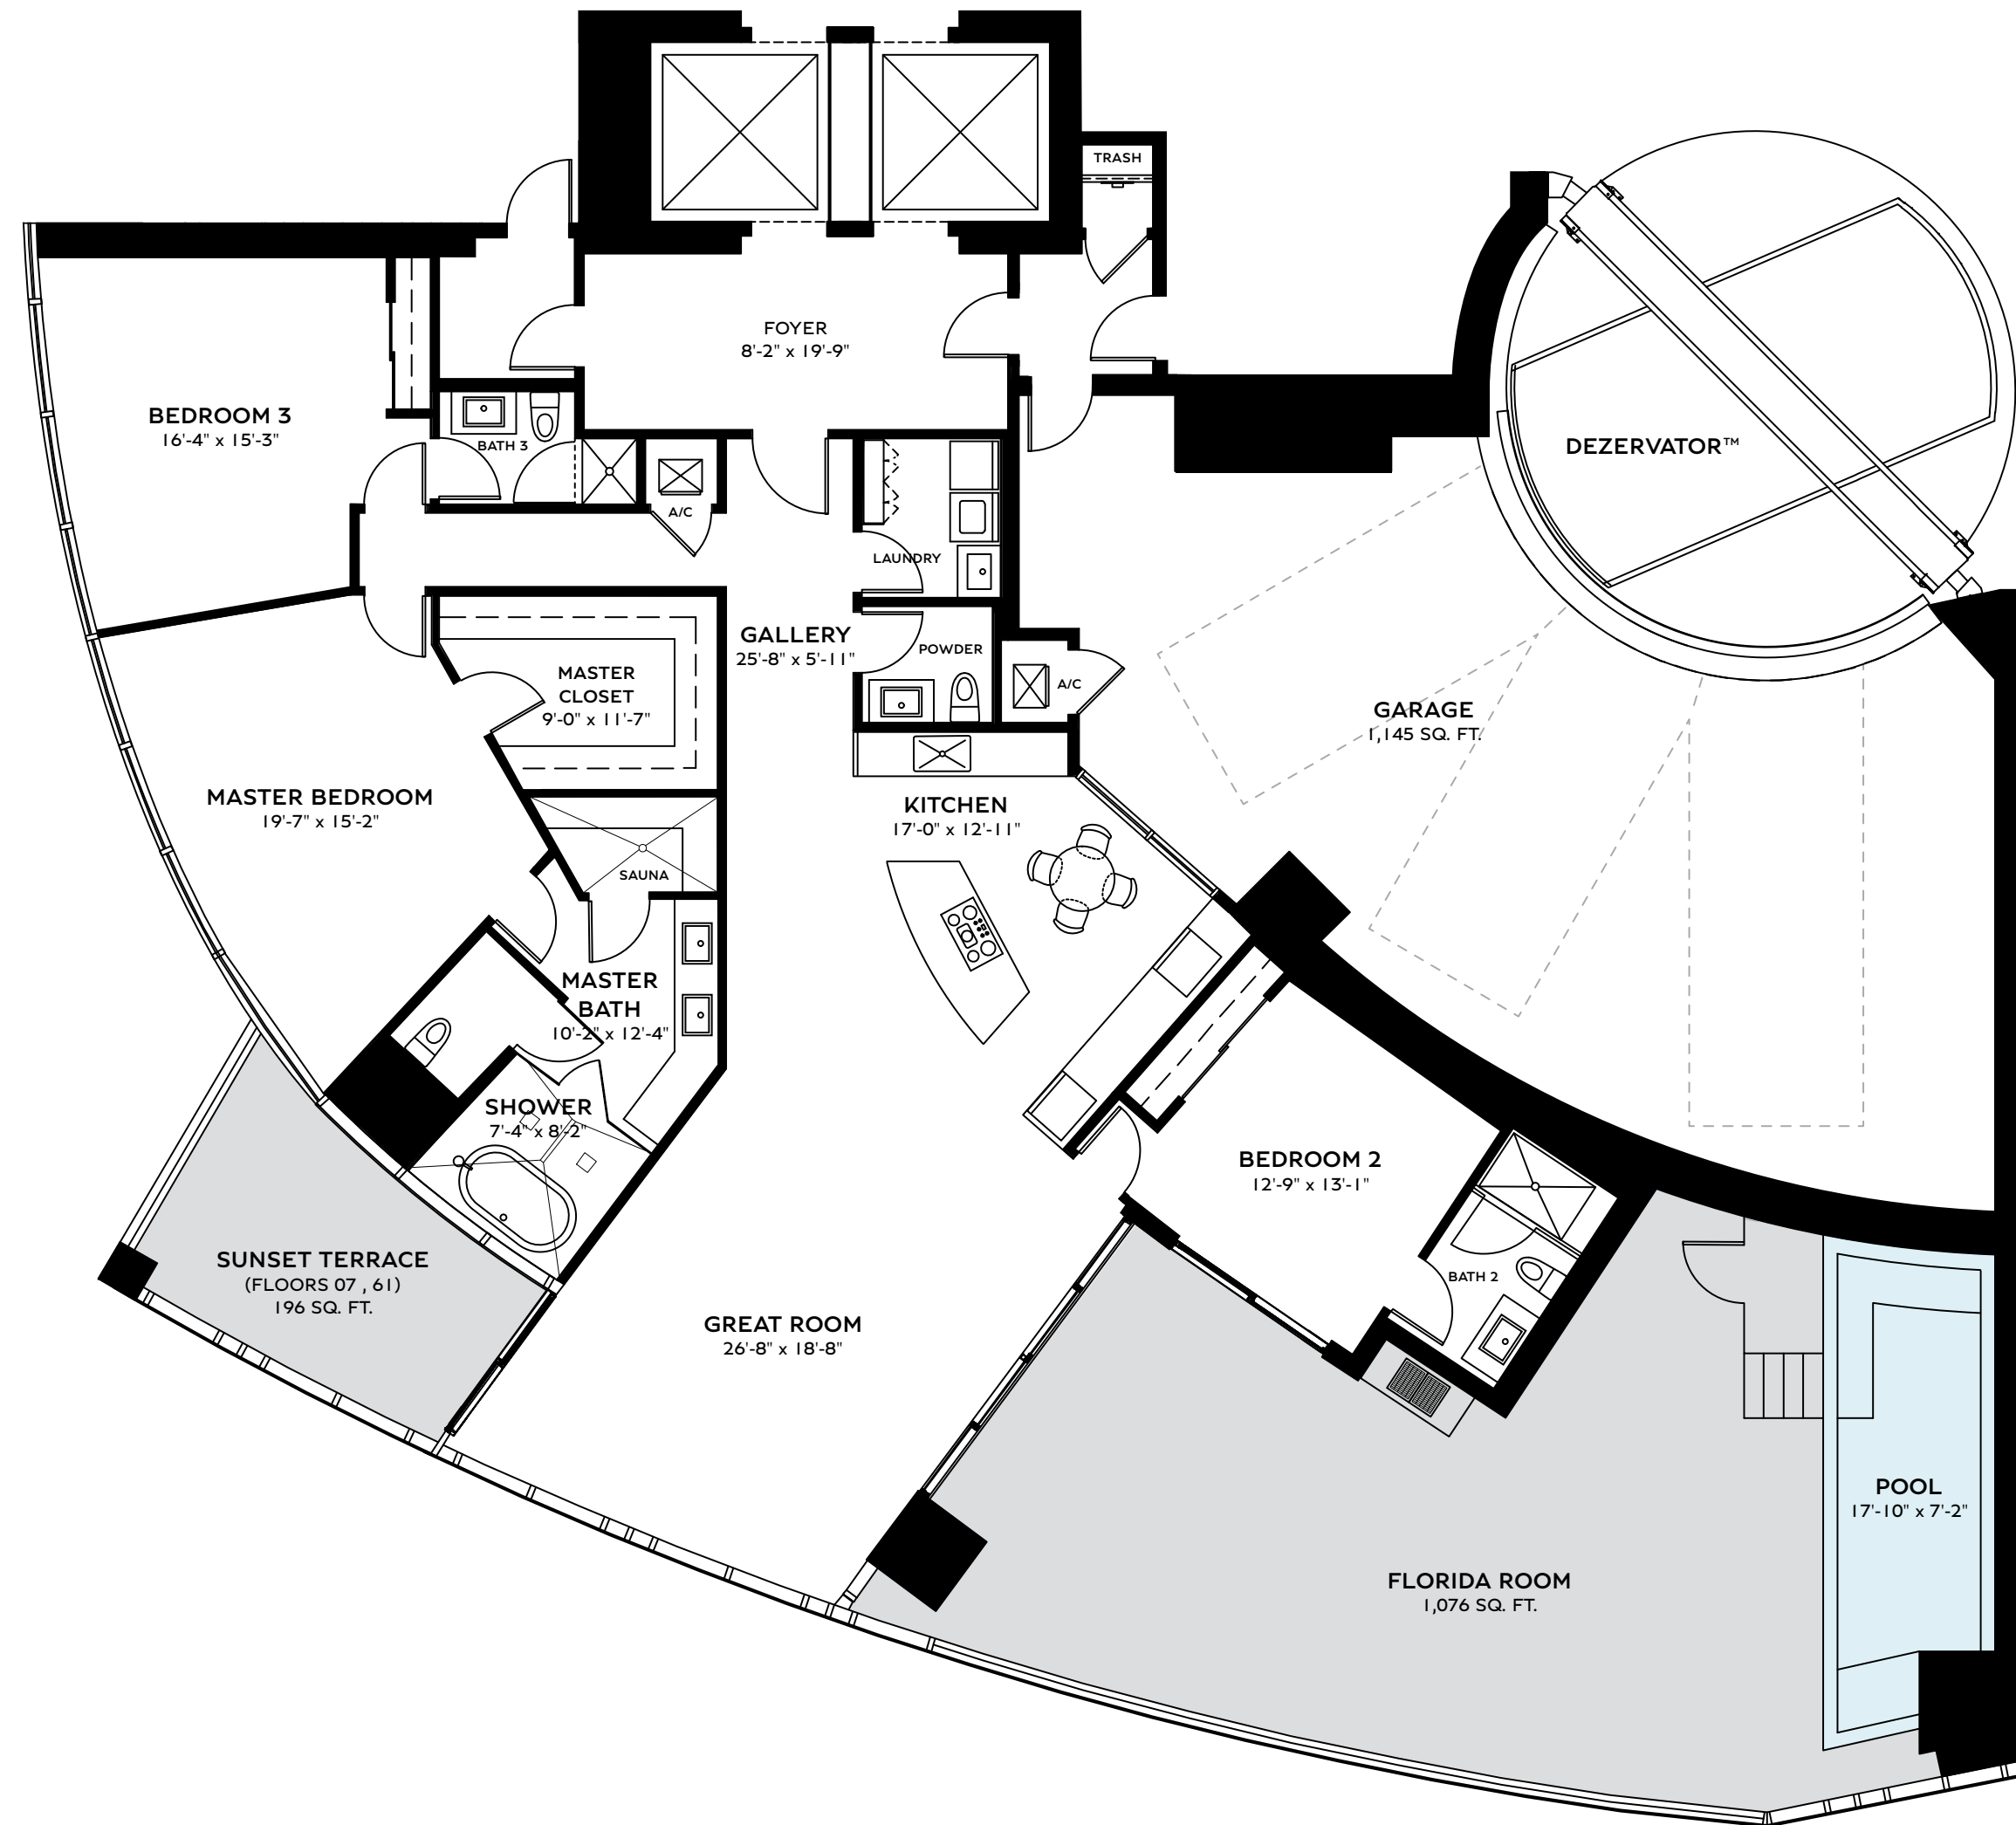 TRASH
FOYER
8'-2" x 19'-9"
BEDROOM 3
16'-4" x 15'-3"
BATH 3
A/C
DEZERVATOR™
LAUNDRY
GALLERY
25'-8" x 5'-11"
POWDER
A/C
MASTER
CLOSET
9'-0" x 11'-7"
GARAGE
1,145 SQ. FT.
MASTER BEDROOM
19'-7" x 15'-2"
KITCHEN
17'-0" x 12'-11"
SAUNA
MASTER
BATH
10'-2" x 12'-4"
SHOWER
7'-4" x 8'-2"
BEDROOM 2
12'-9" x 13'-1"
BATH 2
SUNSET TERRACE
(FLOORS 07 , 61)
196 SQ. FT.
GREAT ROOM
26'-8" x 18'-8"
POOL
17'-10" x 7'-2"
FLORIDA ROOM
1,076 SQ. FT.